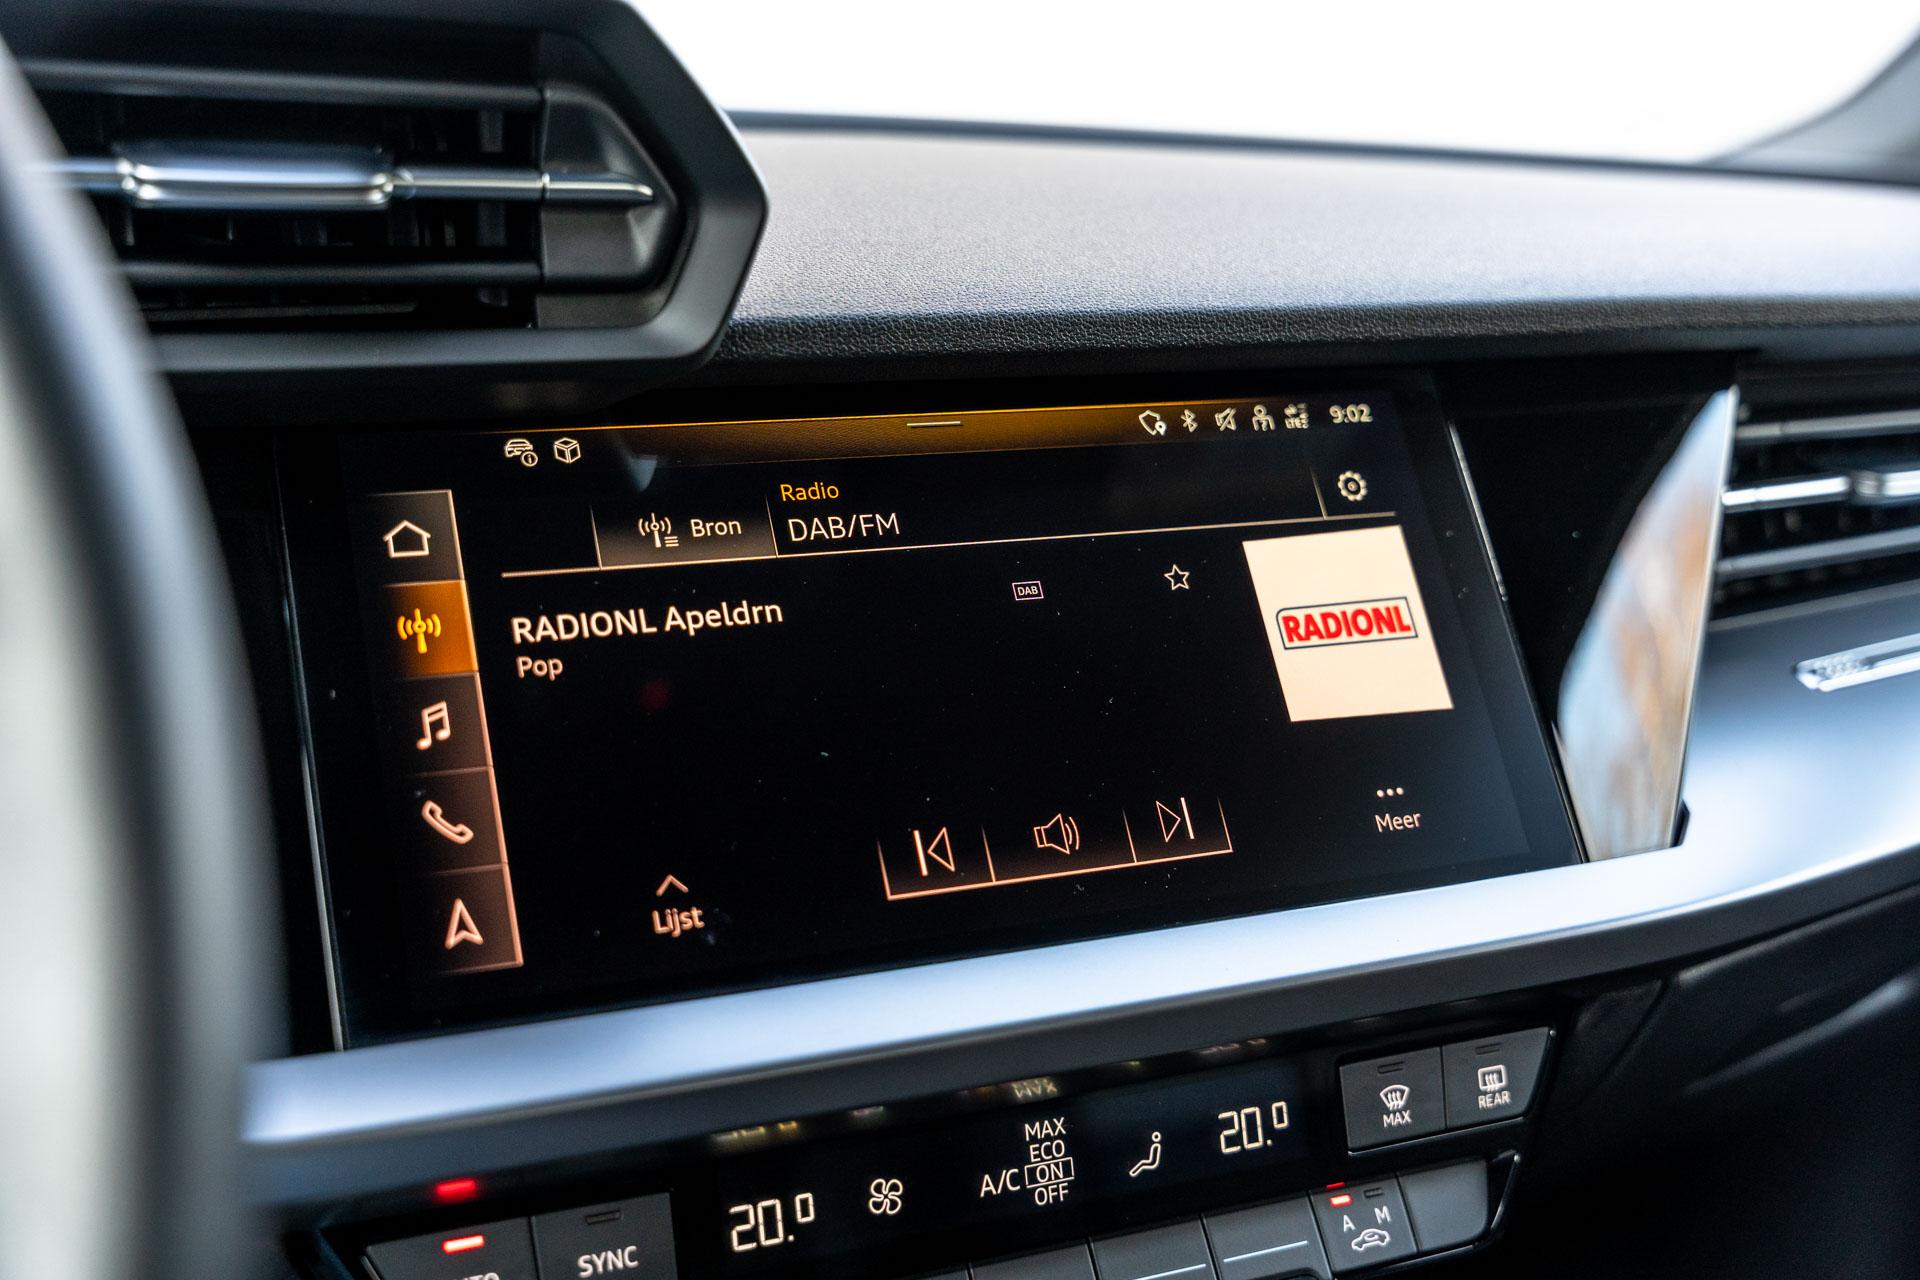 9:02
LTE
Radio
Bron
DAB/FM
RADIONL Apeldrn
DAB
Pop
RADIONL
Meer
Lijst
MAX
REAR
MAX
ECO
A/C ON
OFF
20.0
20.0
A M
SYNC